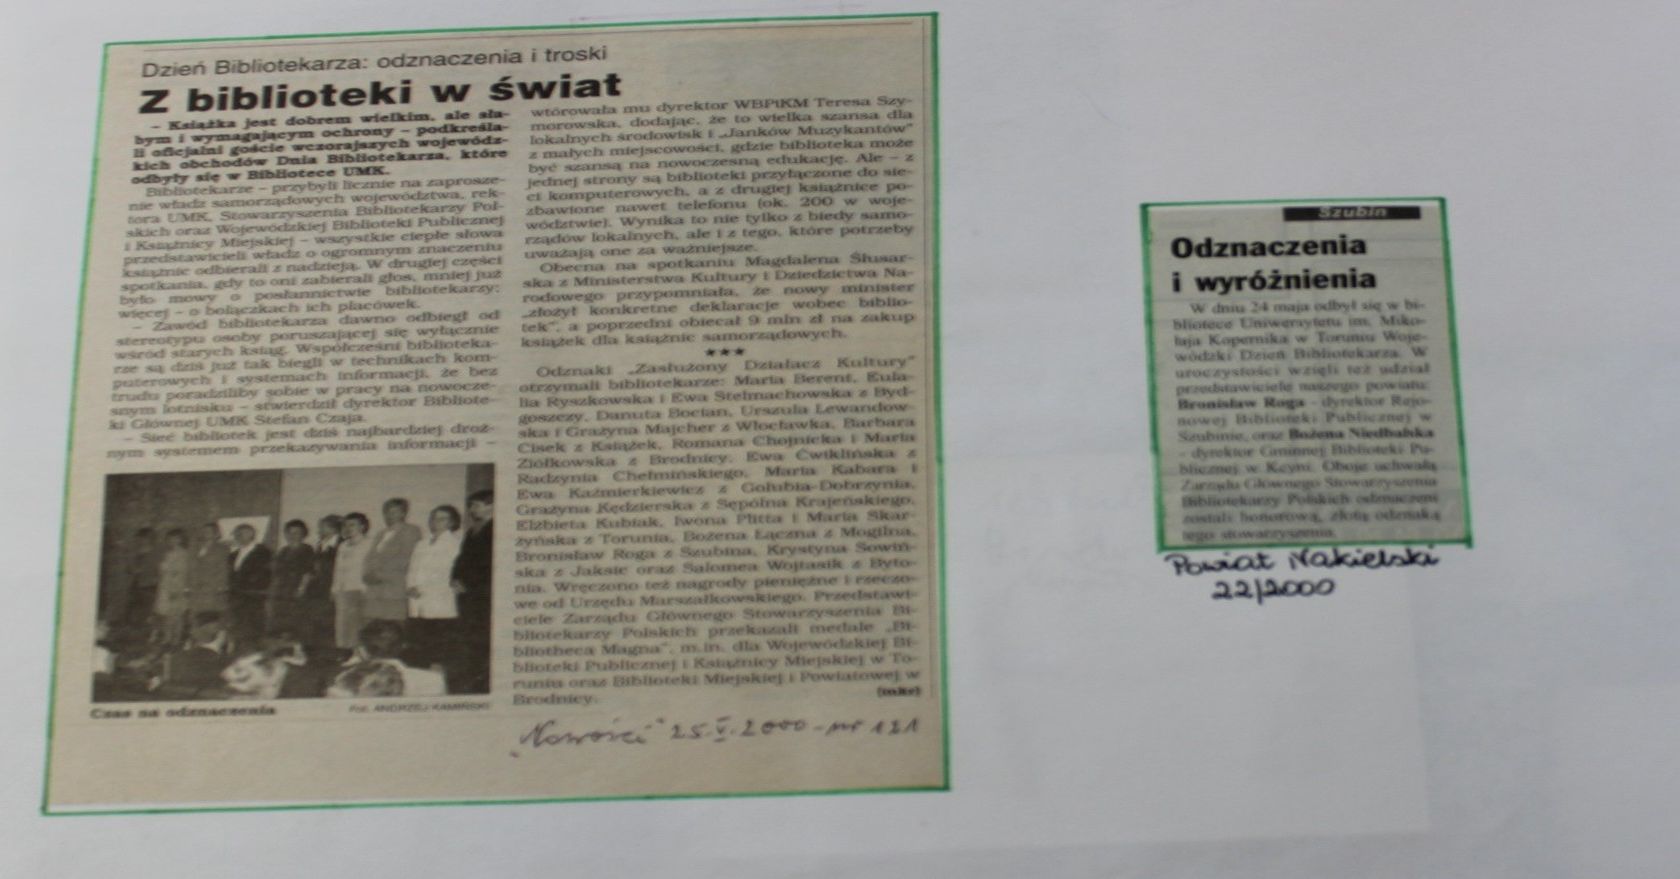 Dzień Bibliotekarza: odznaczenia i troski
Z biblioteki w świat
– Książka jest dobrem wielkim, ale sła-
bym i wymagającym ochrony – podkreśla-
li oficjalni goście wczorajszych wojewódz-
kich obchodów Dnia Bibliotekarza, które
odbyły się w Bibliotece UMK.
Bibliotekarze – przybyli licznie na zaprosze-
nie władz samorządowych województwa, rek-
tora UMK, Stowarzyszenia Bibliotekarzy Pol-
skich oraz Wojewódzkiej Biblioteki Publicznej
i Książnicy Miejskiej – wszystkie ciepłe słowa
przedstawicieli władz o ogromnym znaczeniu
książnic odbierali z nadzieją. W drugiej części
spotkania, gdy to oni zabierali głos, mniej już
było mowy o posłannictwie bibliotekarzy;
więcej – o bolączkach ich placówek.
– Zawód bibliotekarza dawno odbiegł od
stereotypu osoby poruszającej się wyłącznie
wśród starych ksiąg. Współcześni biblioteka-
rze są dziś już tak biegli w technikach kom-
puterowych i systemach informacji, że bez
trudu poradziliby sobie w pracy na nowocze-
snym lotnisku – stwierdził dyrektor Bibliote-
ki Głównej UMK Stefan Czaja.
– Sieć bibliotek jest dziś najbardziej droż-
nym systemem przekazywania informacji –
Czas na odznaczenia
Fot. ANDRZEJ KAMIŃSKI
wtórowała mu dyrektor WBPiKM Teresa Szy-
morowska, dodając, że to wielka szansa dla
lokalnych środowisk i „Janków Muzykantów"
z małych miejscowości, gdzie biblioteka może
być szansą na nowoczesną edukację. Ale – z
jednej strony są biblioteki przyłączone do sie-
ci komputerowych, a z drugiej książnice po-
zbawione nawet telefonu (ok. 200 w woje-
wództwie). Wynika to nie tylko z biedy samo-
rządów lokalnych, ale i z tego, które potrzeby
uważają one za ważniejsze.
Obecna na spotkaniu Magdalena Ślusar-
ska z Ministerstwa Kultury i Dziedzictwa Na-
rodowego przypomniała, że nowy minister
„złożył konkretne deklaracje wobec biblio-
tek", a poprzedni obiecał 9 mln zł na zakup
książek dla książnic samorządowych.
★★★
Odznaki „Zasłużony Działacz Kultury"
otrzymali bibliotekarze: Maria Berent, Eula-
lia Ryszkowska i Ewa Stelmachowska z Byd-
goszczy, Danuta Bocian, Urszula Lewandow-
ska i Grażyna Majcher z Włocławka, Barbara
Cisek z Książek, Romana Chojnicka i Maria
Ziółkowska z Brodnicy, Ewa Ćwiklińska z
Radzynia Chełmińskiego, Maria Kabara i
Ewa Kaźmierkiewicz z Golubia-Dobrzynia,
Grażyna Kędzierska z Sępólna Krajeńskiego,
Elżbieta Kubiak, Iwona Plitta i Maria Skar-
żyńska z Torunia, Bożena Łączna z Mogilna,
Bronisław Roga z Szubina, Krystyna Sowiń-
ska z Jaksic oraz Salomea Wojtasik z Byto-
nia. Wręczono też nagrody pieniężne i rzeczo-
we od Urzędu Marszałkowskiego. Przedstawi-
ciele Zarządu Głównego Stowarzyszenia Bi-
bliotekarzy Polskich przekazali medale „Bi-
bliotheca Magna", m.in. dla Wojewódzkiej Bi-
blioteki Publicznej i Książnicy Miejskiej w To-
runiu oraz Biblioteki Miejskiej i Powiatowej w
Brodnicy.
(mke)
„Nowości" 25.V.2000 – nr 121
Szubin
Odznaczenia
i wyróżnienia
W dniu 24 maja odbył się w bi-
bliotece Uniwersytetu im. Miko-
łaja Kopernika w Toruniu Woje-
wódzki Dzień Bibliotekarza. W
uroczystości wzięli też udział
przedstawiciele naszego powiatu:
Bronisław Roga - dyrektor Rejo-
nowej Biblioteki Publicznej w
Szubinie, oraz Bożena Niedbalska
- dyrektor Gminnej Biblioteki Pu-
blicznej w Kcyni. Oboje uchwałą
Zarządu Głównego Stowarzyszenia
Bibliotekarzy Polskich odznaczeni
zostali honorową, złotą odznaką
tego stowarzyszenia.
Powiat Nakielski
22/2000